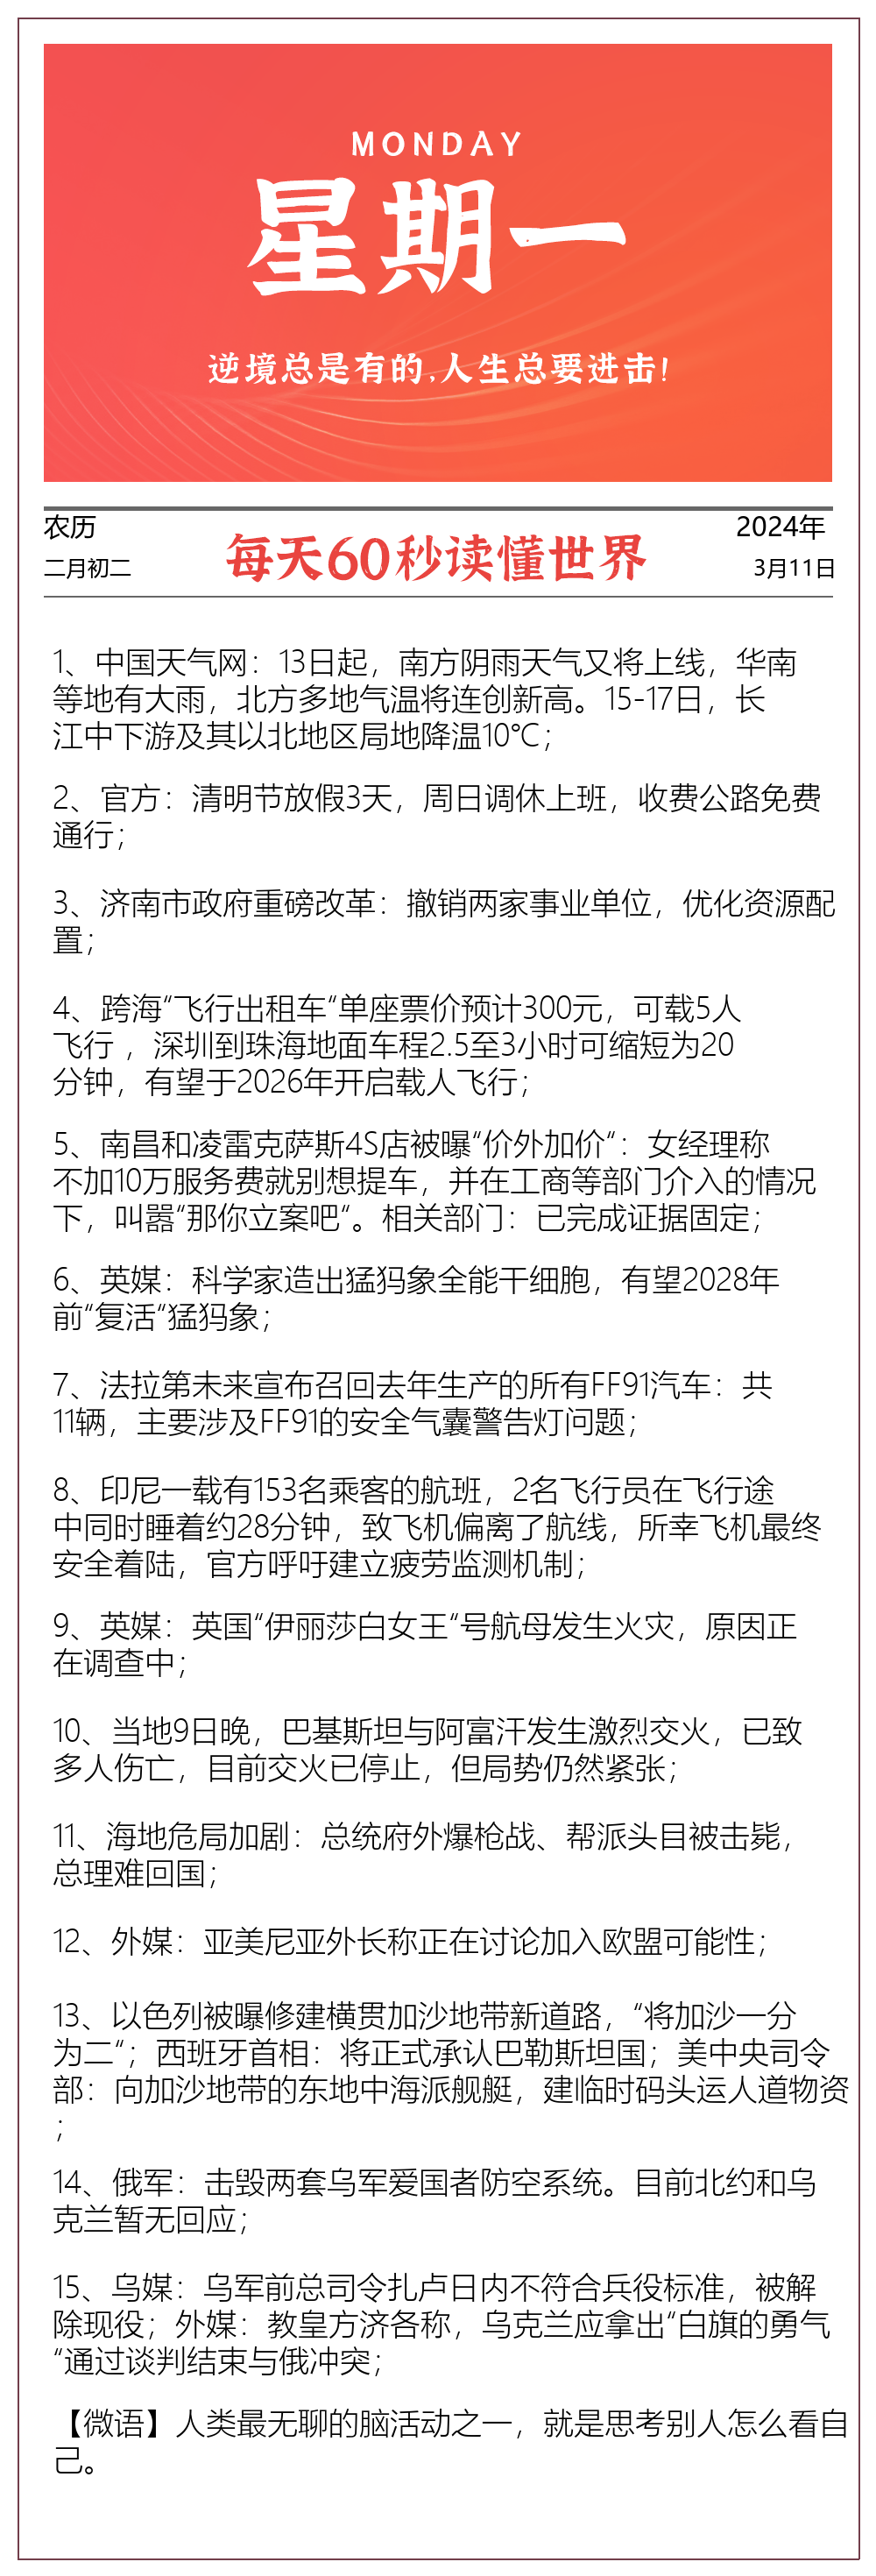 MONDAY
星期一
逆境总是有的,人生总要进击!
农历
2024年
每天60秒读懂世界
二月初二
3月11日
1、中国天气网：13日起，南方阴雨天气又将上线，华南
等地有大雨，北方多地气温将连创新高。15-17日，长
江中下游及其以北地区局地降温10℃；
2、官方：清明节放假3天，周日调休上班，收费公路免费
通行；
3、济南市政府重磅改革：撤销两家事业单位，优化资源配
置；
4、跨海“飞行出租车“单座票价预计300元，可载5人
飞行 ，深圳到珠海地面车程2.5至3小时可缩短为20
分钟，有望于2026年开启载人飞行；
5、南昌和凌雷克萨斯4S店被曝“价外加价“：女经理称
不加10万服务费就别想提车，并在工商等部门介入的情况
下，叫嚣“那你立案吧“。相关部门：已完成证据固定；
6、英媒：科学家造出猛犸象全能干细胞，有望2028年
前“复活“猛犸象；
7、法拉第未来宣布召回去年生产的所有FF91汽车：共
11辆，主要涉及FF91的安全气囊警告灯问题；
8、印尼一载有153名乘客的航班，2名飞行员在飞行途
中同时睡着约28分钟，致飞机偏离了航线，所幸飞机最终
安全着陆，官方呼吁建立疲劳监测机制；
9、英媒：英国“伊丽莎白女王“号航母发生火灾，原因正
在调查中；
10、当地9日晚，巴基斯坦与阿富汗发生激烈交火，已致
多人伤亡，目前交火已停止，但局势仍然紧张；
11、海地危局加剧：总统府外爆枪战、帮派头目被击毙，
总理难回国；
12、外媒：亚美尼亚外长称正在讨论加入欧盟可能性；
13、以色列被曝修建横贯加沙地带新道路，“将加沙一分
为二“；西班牙首相：将正式承认巴勒斯坦国；美中央司令
部：向加沙地带的东地中海派舰艇，建临时码头运人道物资
；
14、俄军：击毁两套乌军爱国者防空系统。目前北约和乌
克兰暂无回应；
15、乌媒：乌军前总司令扎卢日内不符合兵役标准，被解
除现役；外媒：教皇方济各称，乌克兰应拿出“白旗的勇气
“通过谈判结束与俄冲突；
【微语】人类最无聊的脑活动之一，就是思考别人怎么看自
己。